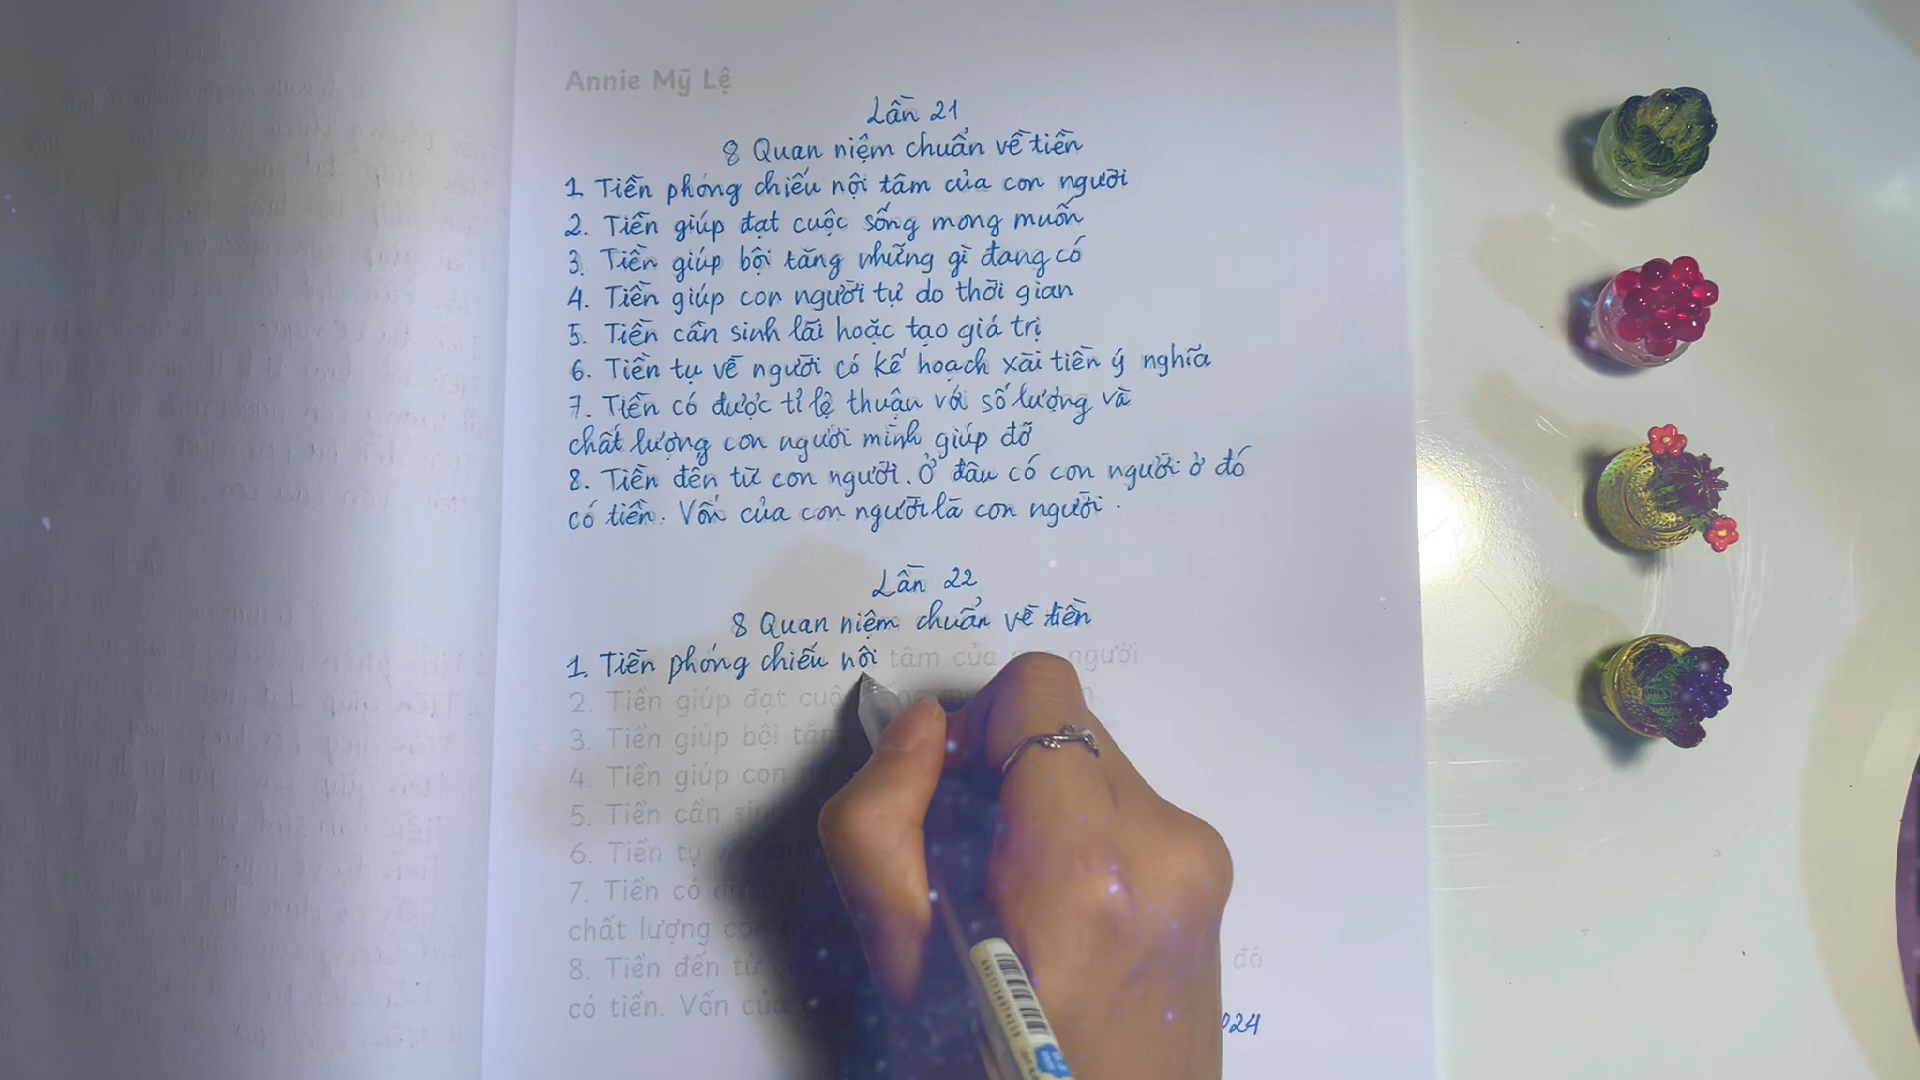 Annie Mỹ Lệ
Lần 21
8 Quan niệm chuẩn về tiền
1 Tiền phóng chiếu nội tâm của con người
2. Tiền giúp đạt cuộc sống mong muốn
3. Tiền giúp bội tăng những gì đang có
4. Tiền giúp con người tự do thời gian
5. Tiền cần sinh lãi hoặc tạo giá trị
6. Tiền tụ về người có kế hoạch xài tiền ý nghĩa
7. Tiền có được tỉ lệ thuận với số lượng và
chất lượng con người mình giúp đỡ
8. Tiền đến từ con người. Ở đâu có con người ở đó
có tiền. Vốn của con người là con người.
Lần 22
8 Quan niệm chuẩn về tiền
1. Tiền phóng chiếu nôi tâm của người
2. Tiền giúp đạt
3. Tiền giúp bội
4. Tiền giúp con
5. Tiền cần
6. Tiền tụ
7. Tiền có
chất lượng
8. Tiền đến từ đó
có tiền. Vốn của